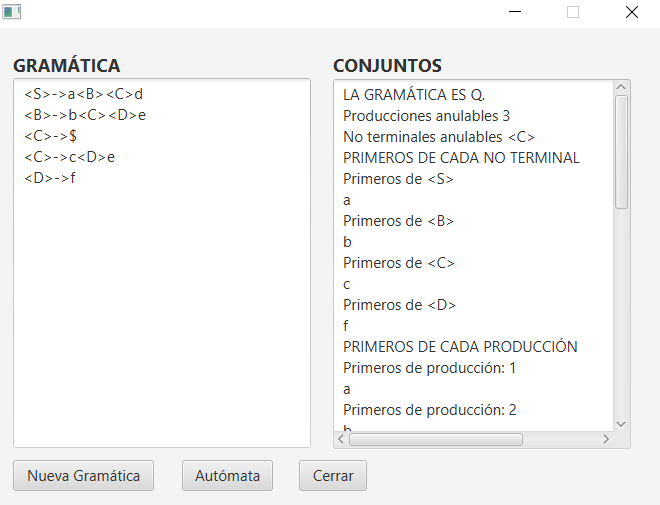 GRAMÁTICA
<S>->a<B><C>d
<B>->b<C><D>e
<C>->$
<C>->c<D>e
<D>->f
CONJUNTOS
LA GRAMÁTICA ES Q.
Producciones anulables 3
No terminales anulables <C>
PRIMEROS DE CADA NO TERMINAL
Primeros de <S>
a
Primeros de <B>
b
Primeros de <C>
c
Primeros de <D>
f
PRIMEROS DE CADA PRODUCCIÓN
Primeros de producción: 1
a
Primeros de producción: 2
b
Nueva Gramática
Autómata
Cerrar